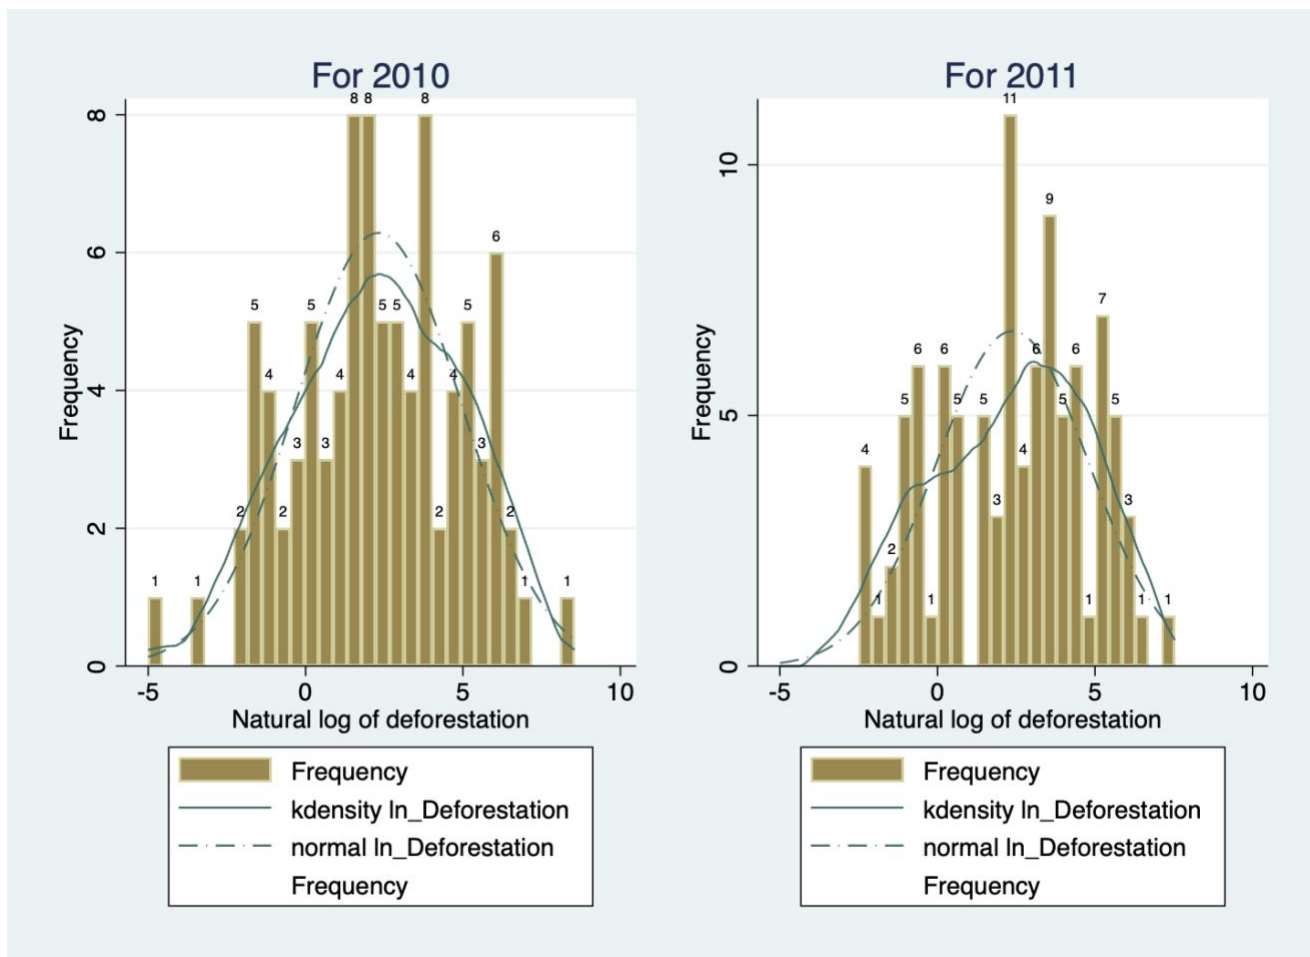 For 2010
8 8 8
8
6
5 5 5 5 5
6
4 4 4 4
4
3 3 3
2 2 2 2
2
1 1 1 1
0
-5 0 5 10
Frequency
Natural log of deforestation
Frequency
kdensity ln_Deforestation
normal ln_Deforestation
Frequency
For 2011
11
10
9
7
6 6 6 6
5 5 5 5 5
5
4 4
3 3
2
1 1 1 1 1
0
-5 0 5 10
Frequency
Natural log of deforestation
Frequency
kdensity ln_Deforestation
normal ln_Deforestation
Frequency